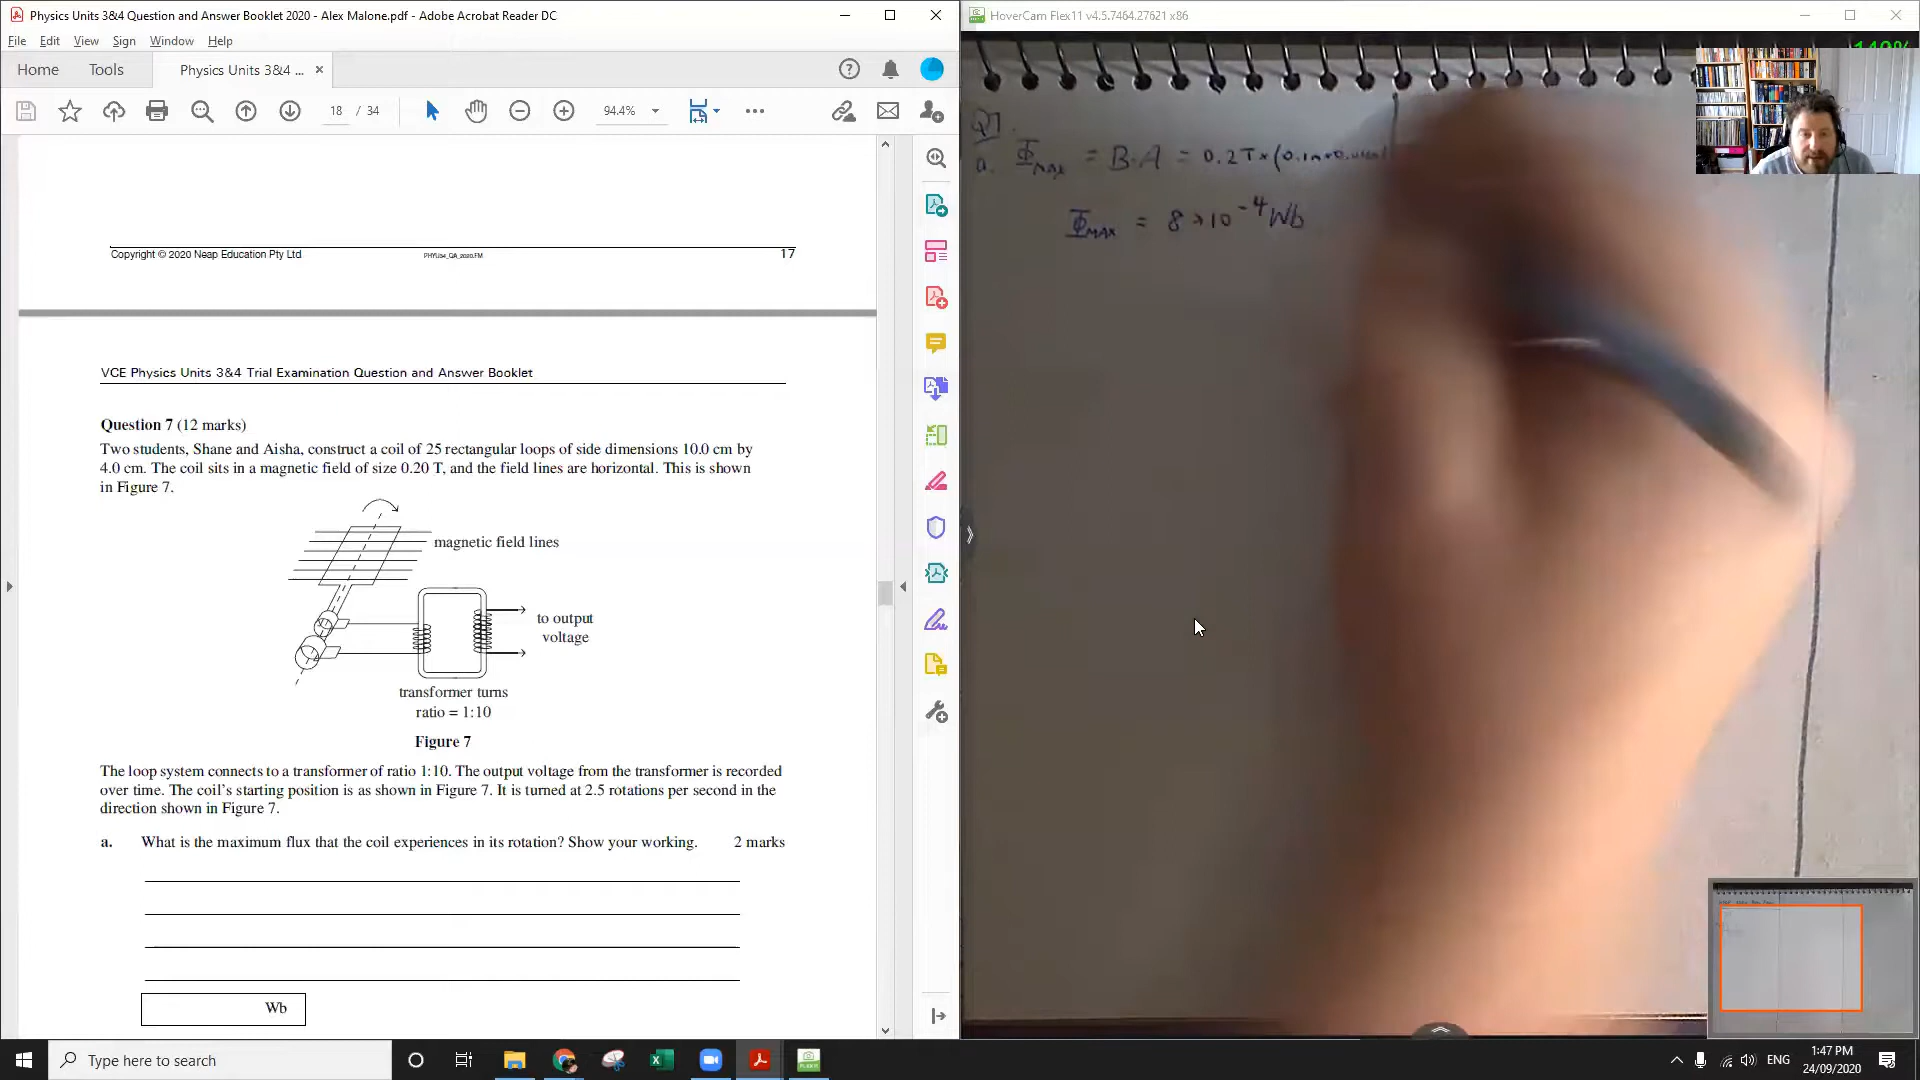 Physics Units 3&4 Question and Answer Booklet 2020 - Alex Malone.pdf - Adobe Acrobat Reader DC
File Edit View Sign Window Help
Home Tools Physics Units 3&4 ...
18 / 34
94.4%
Copyright © 2020 Neap Education Pty Ltd
17
VCE Physics Units 3&4 Trial Examination Question and Answer Booklet
Question 7 (12 marks)
Two students, Shane and Aisha, construct a coil of 25 rectangular loops of side dimensions 10.0 cm by
4.0 cm. The coil sits in a magnetic field of size 0.20 T, and the field lines are horizontal. This is shown
in Figure 7.
magnetic field lines
to output
voltage
transformer turns
ratio = 1:10
Figure 7
The loop system connects to a transformer of ratio 1:10. The output voltage from the transformer is recorded
over time. The coil's starting position is as shown in Figure 7. It is turned at 2.5 rotations per second in the
direction shown in Figure 7.
a. What is the maximum flux that the coil experiences in its rotation? Show your working. 2 marks
Wb
HoverCam Flex11 v4.5.7464.27621 x86
Q7.
a. Φmax = B.A = 0.2T×(0.1m×
Φmax = 8×10⁻⁴Wb
Type here to search
ENG
1:47 PM
24/09/2020